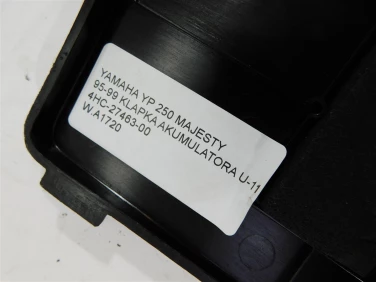 YAMAHA YP 250 MAJESTY
95-99 KLAPKA AKUMULATORA U-11
4HC-27463-00
W.A1720